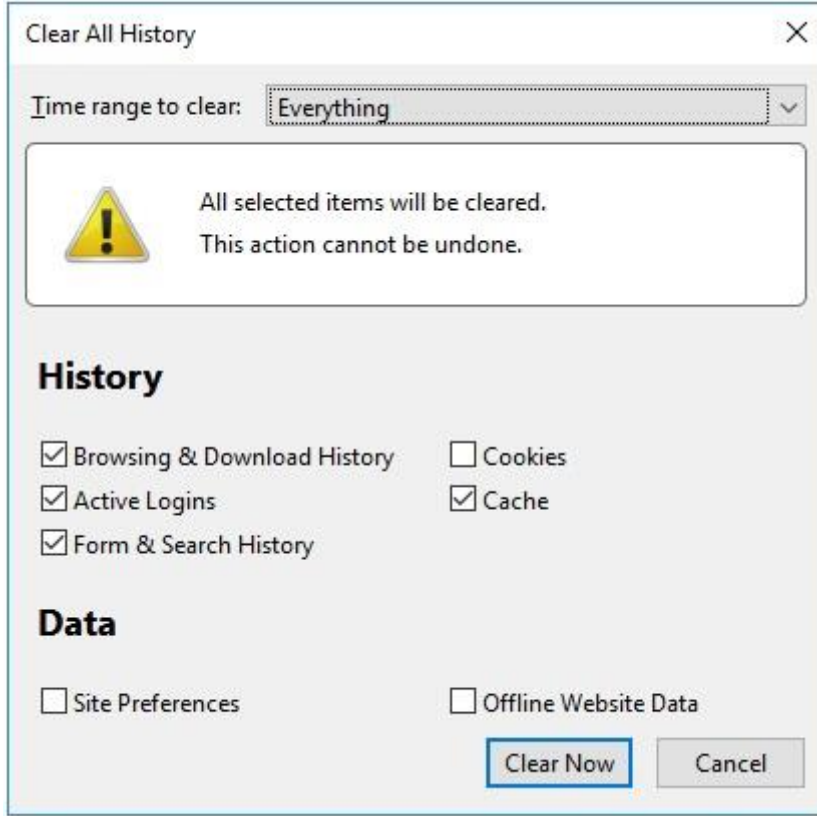 Clear All History
Time range to clear: Everything
All selected items will be cleared.
This action cannot be undone.
History
Browsing & Download History Cookies
Active Logins Cache
Form & Search History
Data
Site Preferences Offline Website Data
Clear Now Cancel